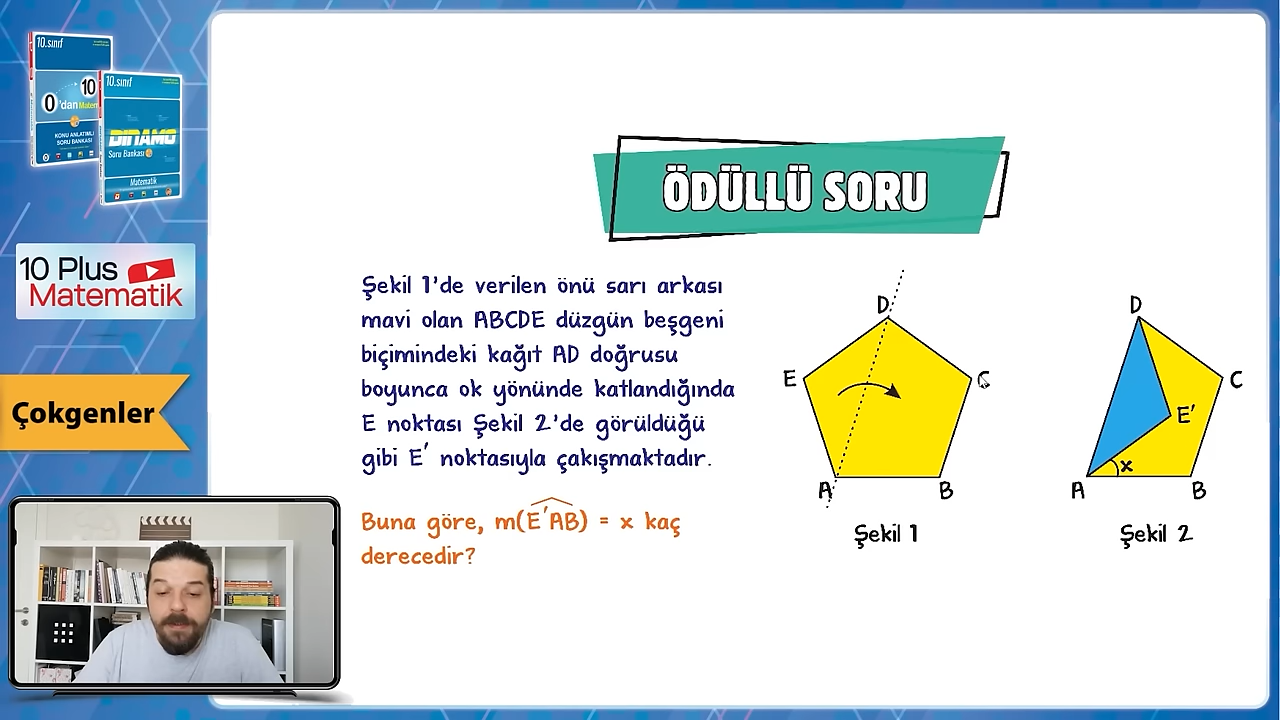 10.sınıf
0'dan 10
Matem
KONU ANLATIMLI
SORU BANKASI
10.sınıf
DINAMO
Soru Bankası
Matematik
10 Plus
Matematik
Çokgenler
ÖDÜLLÜ SORU
Şekil 1'de verilen önü sarı arkası
mavi olan ABCDE düzgün beşgeni
biçimindeki kağıt AD doğrusu
boyunca ok yönünde katlandığında
E noktası Şekil 2'de görüldüğü
gibi E' noktasıyla çakışmaktadır.
Buna göre, m(E'AB) = x kaç
derecedir?
D
E
C
A
B
Şekil 1
D
C
E'
x
A
B
Şekil 2